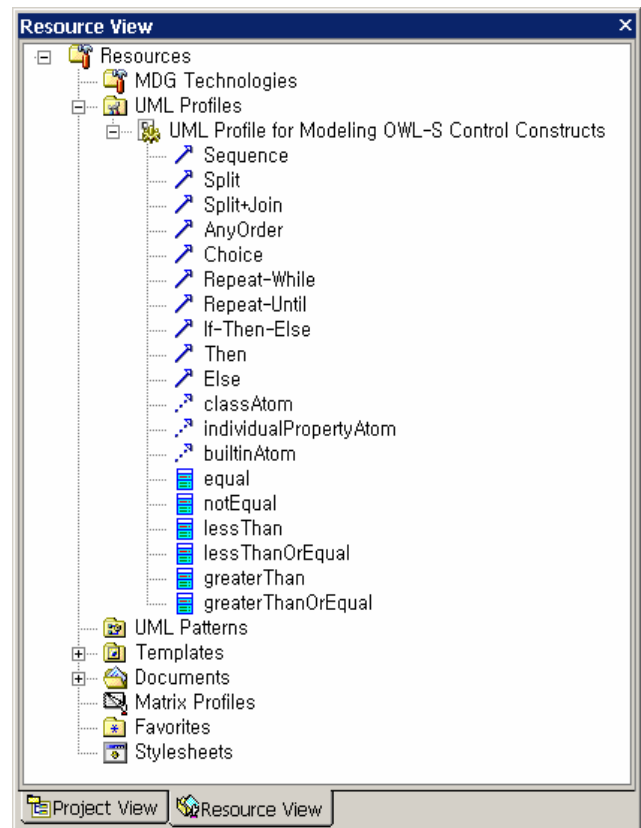 Resource View
Resources
MDG Technologies
UML Profiles
UML Profile for Modeling OWL-S Control Constructs
Sequence
Split
Split+Join
AnyOrder
Choice
Repeat-While
Repeat-Until
If-Then-Else
Then
Else
classAtom
individualPropertyAtom
builtinAtom
equal
notEqual
lessThan
lessThanOrEqual
greaterThan
greaterThanOrEqual
UML Patterns
Templates
Documents
Matrix Profiles
Favorites
Stylesheets
Project View Resource View